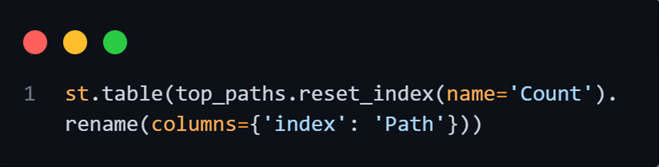 1 st.table(top_paths.reset_index(name='Count').
rename(columns={'index': 'Path'}))